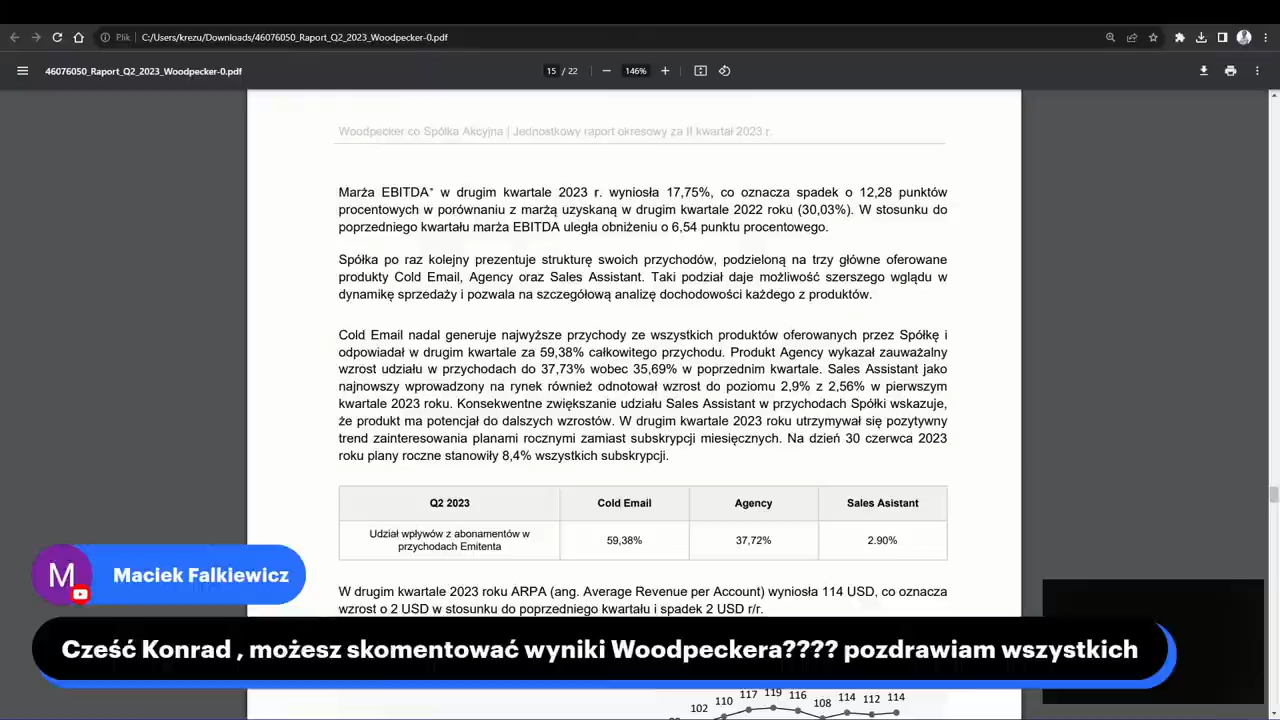 Plik
C:/Users/krezu/Downloads/46076050_Raport_Q2_2023_Woodpecker-0.pdf
46076050_Raport_Q2_2023_Woodpecker-0.pdf
15 / 22
146%
Woodpecker co Spółka Akcyjna | Jednostkowy raport okresowy za II kwartał 2023 r.
Marża EBITDA* w drugim kwartale 2023 r. wyniosła 17,75%, co oznacza spadek o 12,28 punktów
procentowych w porównaniu z marżą uzyskaną w drugim kwartale 2022 roku (30,03%). W stosunku do
poprzedniego kwartału marża EBITDA uległa obniżeniu o 6,54 punktu procentowego.
Spółka po raz kolejny prezentuje strukturę swoich przychodów, podzieloną na trzy główne oferowane
produkty Cold Email, Agency oraz Sales Assistant. Taki podział daje możliwość szerszego wglądu w
dynamikę sprzedaży i pozwala na szczegółową analizę dochodowości każdego z produktów.
Cold Email nadal generuje najwyższe przychody ze wszystkich produktów oferowanych przez Spółkę i
odpowiadał w drugim kwartale za 59,38% całkowitego przychodu. Produkt Agency wykazał zauważalny
wzrost udziału w przychodach do 37,73% wobec 35,69% w poprzednim kwartale. Sales Assistant jako
najnowszy wprowadzony na rynek również odnotował wzrost do poziomu 2,9% z 2,56% w pierwszym
kwartale 2023 roku. Konsekwentne zwiększanie udziału Sales Assistant w przychodach Spółki wskazuje,
że produkt ma potencjał do dalszych wzrostów. W drugim kwartale 2023 roku utrzymywał się pozytywny
trend zainteresowania planami rocznymi zamiast subskrypcji miesięcznych. Na dzień 30 czerwca 2023
roku plany roczne stanowiły 8,4% wszystkich subskrypcji.
Q2 2023 Cold Email Agency Sales Asistant
Udział wpływów z abonamentów w
przychodach Emitenta
59,38% 37,72% 2.90%
W drugim kwartale 2023 roku ARPA (ang. Average Revenue per Account) wyniosła 114 USD, co oznacza
wzrost o 2 USD w stosunku do poprzedniego kwartału i spadek 2 USD r/r.
M
Maciek Falkiewicz
Cześć Konrad , możesz skomentować wyniki Woodpeckera???? pozdrawiam wszystkich
102 110 117 119 116 108 114 112 114